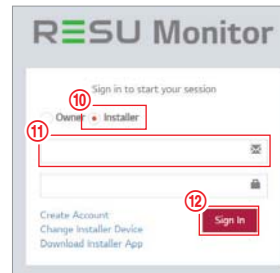 RESU Monitor
Sign in to start your session
⑩
Owner Installer
⑪
⑫
Sign In
Create Account
Change Installer Device
Download Installer App